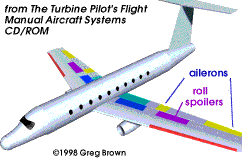 from The Turbine Pilot's Flight
Manual Aircraft Systems
CD/ROM
ailerons
roll
spoilers
©1998 Greg Brown